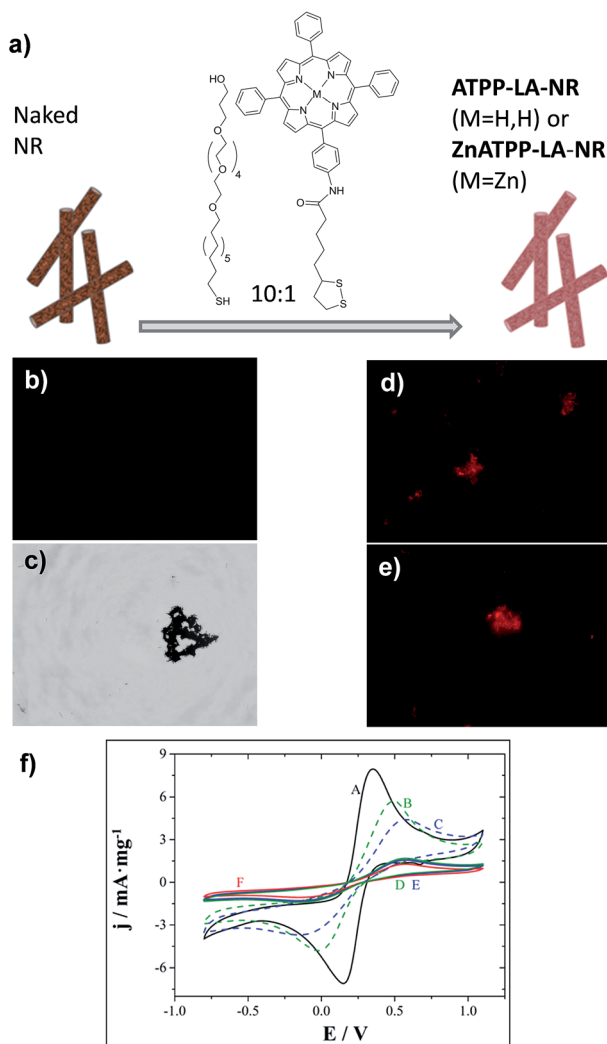 a)
Naked
NR
HO
O
4
O
O
5
SH
N
N
M
N
N
NH
O
S
S
10:1
ATPP-LA-NR
(M=H,H) or
ZnATPP-LA-NR
(M=Zn)
b)
d)
c)
e)
f)
9
6
3
0
-3
-6
j / mA·mg⁻¹
A
B
C
F
D E
-1.0 -0.5 0.0 0.5 1.0
E / V